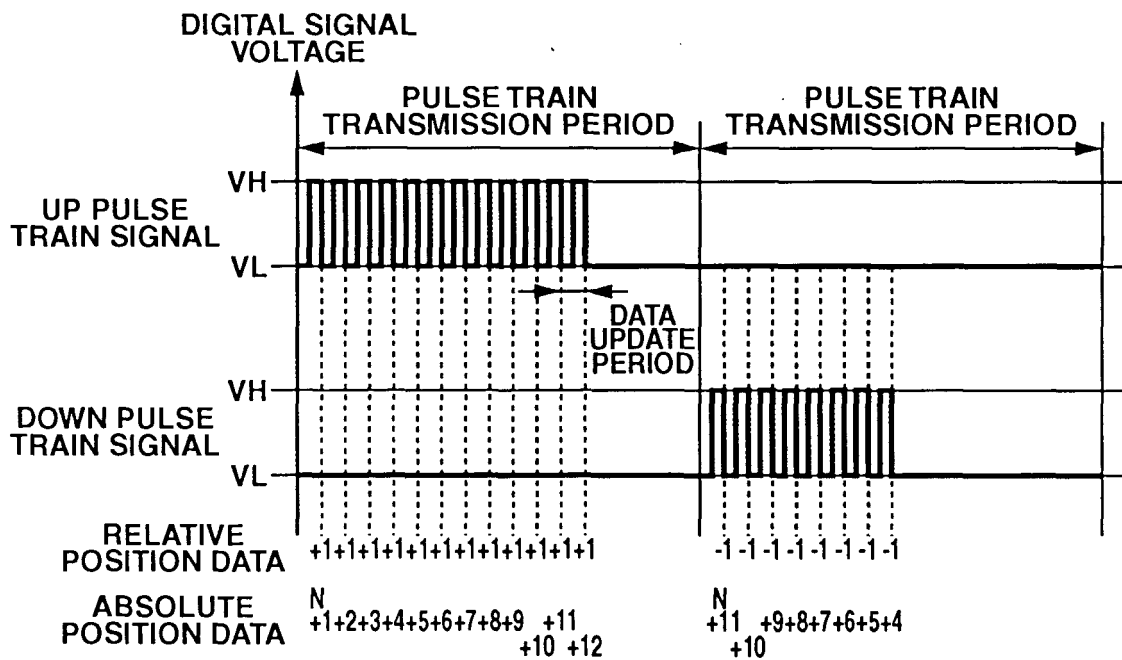 DIGITAL SIGNAL
VOLTAGE
PULSE TRAIN
TRANSMISSION PERIOD
PULSE TRAIN
TRANSMISSION PERIOD
VH
UP PULSE
TRAIN SIGNAL
VL
DATA
UPDATE
PERIOD
VH
DOWN PULSE
TRAIN SIGNAL
VL
RELATIVE
POSITION DATA
+1+1+1+1+1+1+1+1+1+1+1+1
-1 -1 -1 -1 -1 -1 -1 -1
ABSOLUTE
POSITION DATA
N
+1+2+3+4+5+6+7+8+9 +11
+10 +12
N
+11 +9+8+7+6+5+4
+10